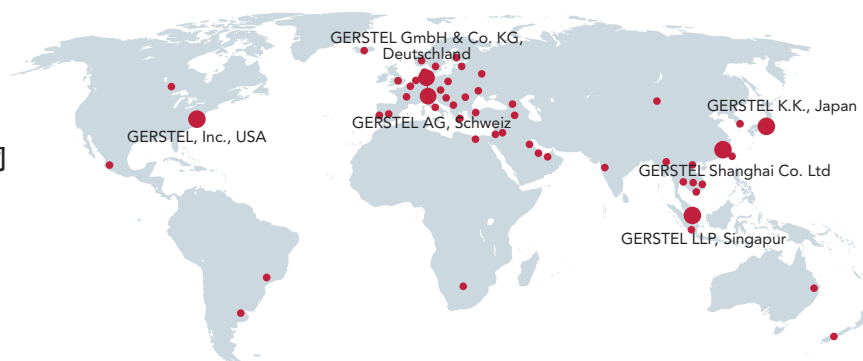 GERSTEL GmbH & Co. KG,
Deutschland
GERSTEL K.K., Japan
GERSTEL AG, Schweiz
GERSTEL, Inc., USA
GERSTEL Shanghai Co. Ltd
GERSTEL LLP, Singapur